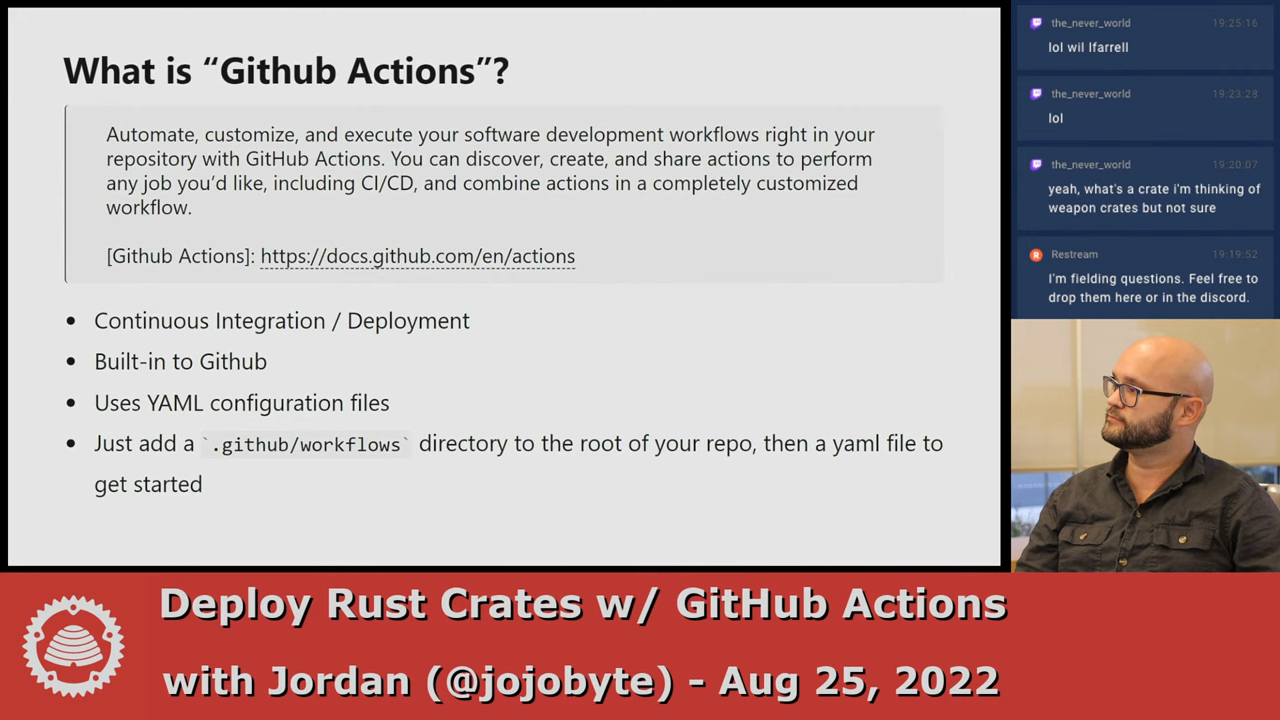 What is “Github Actions”?
Automate, customize, and execute your software development workflows right in your
repository with GitHub Actions. You can discover, create, and share actions to perform
any job you’d like, including CI/CD, and combine actions in a completely customized
workflow.
[Github Actions]: https://docs.github.com/en/actions
• Continuous Integration / Deployment
• Built-in to Github
• Uses YAML configuration files
• Just add a `.github/workflows` directory to the root of your repo, then a yaml file to
get started
the_never_world 19:25:16
lol wil lfarrell
the_never_world 19:23:28
lol
the_never_world 19:20:07
yeah, what's a crate i'm thinking of
weapon crates but not sure
R Restream 19:19:52
I'm fielding questions. Feel free to
drop them here or in the discord.
Deploy Rust Crates w/ GitHub Actions
with Jordan (@jojobyte) - Aug 25, 2022